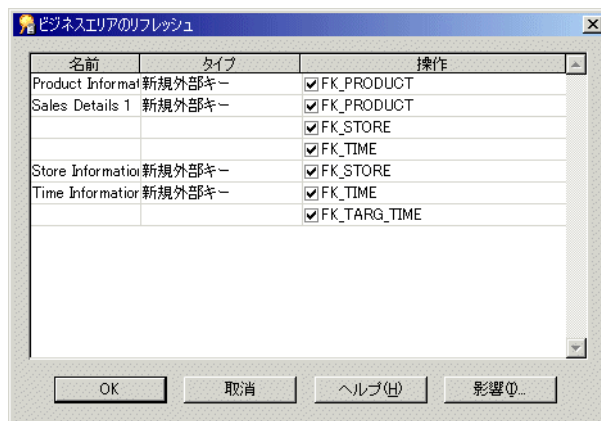 ビジネスエリアのリフレッシュ
名前 タイプ 操作
Product Informat 新規外部キー FK_PRODUCT
Sales Details 1 新規外部キー FK_PRODUCT
FK_STORE
FK_TIME
Store Information 新規外部キー FK_STORE
Time Information 新規外部キー FK_TIME
FK_TARG_TIME
OK 取消 ヘルプ(H) 影響(I)...